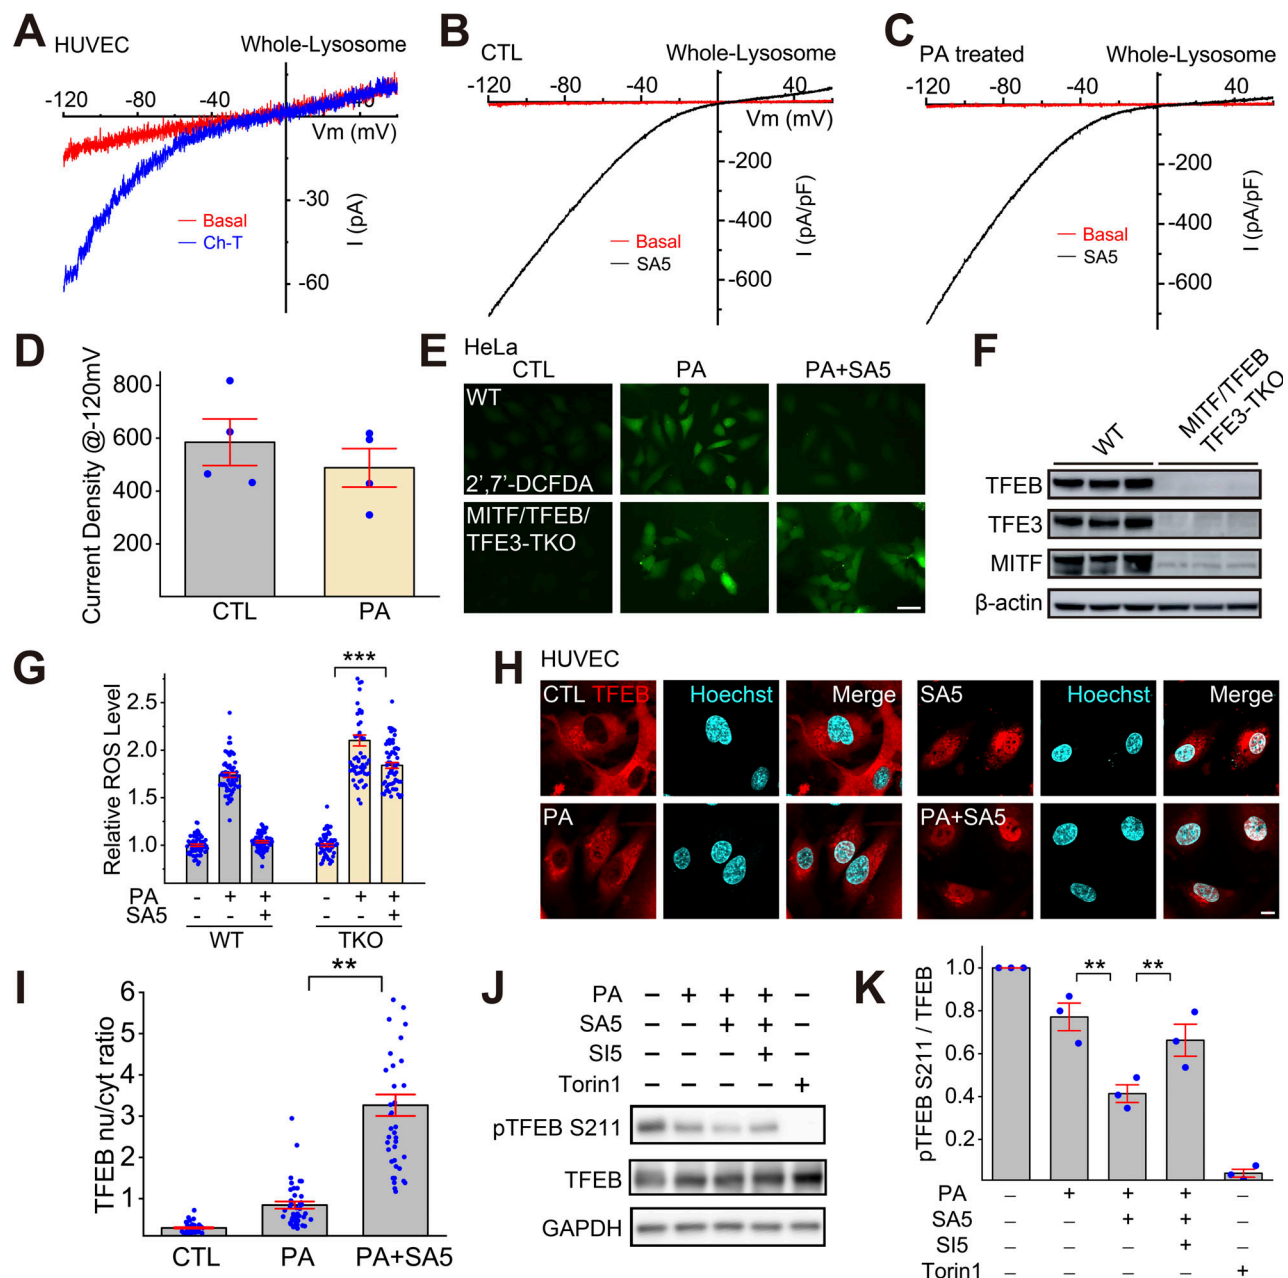 A
HUVEC
Whole-Lysosome
-120
-80
-40
40
Vm (mV)
-30
-60
I (pA)
Basal
Ch-T
B
CTL
Whole-Lysosome
-120
-80
-40
40
Vm (mV)
-200
-400
-600
I (pA/pF)
Basal
SA5
C
PA treated
Whole-Lysosome
-120
-80
-40
40
-200
-400
-600
I (pA/pF)
Basal
SA5
D
Current Density @-120mV
800
600
400
200
CTL
PA
E
HeLa
CTL
PA
PA+SA5
WT
2',7'-DCFDA
MITF/TFEB/
TFE3-TKO
F
WT
MITF/TFEB
TFE3-TKO
TFEB
TFE3
MITF
β-actin
G
Relative ROS Level
2.5
2.0
1.5
1.0
***
PA - + + - + +
SA5 - - + - - +
WT
TKO
H
HUVEC
CTL TFEB
Hoechst
Merge
SA5
Hoechst
Merge
PA
PA+SA5
I
TFEB nu/cyt ratio
6
5
4
3
2
1
**
CTL
PA
PA+SA5
J
PA – + + + –
SA5 – – + + –
SI5 – – – + –
Torin1 – – – – +
pTFEB S211
TFEB
GAPDH
K
pTFEB S211 / TFEB
1.0
0.8
0.6
0.4
0.2
**
**
PA – + + + –
SA5 – – + + –
SI5 – – – + –
Torin1 – – – – +